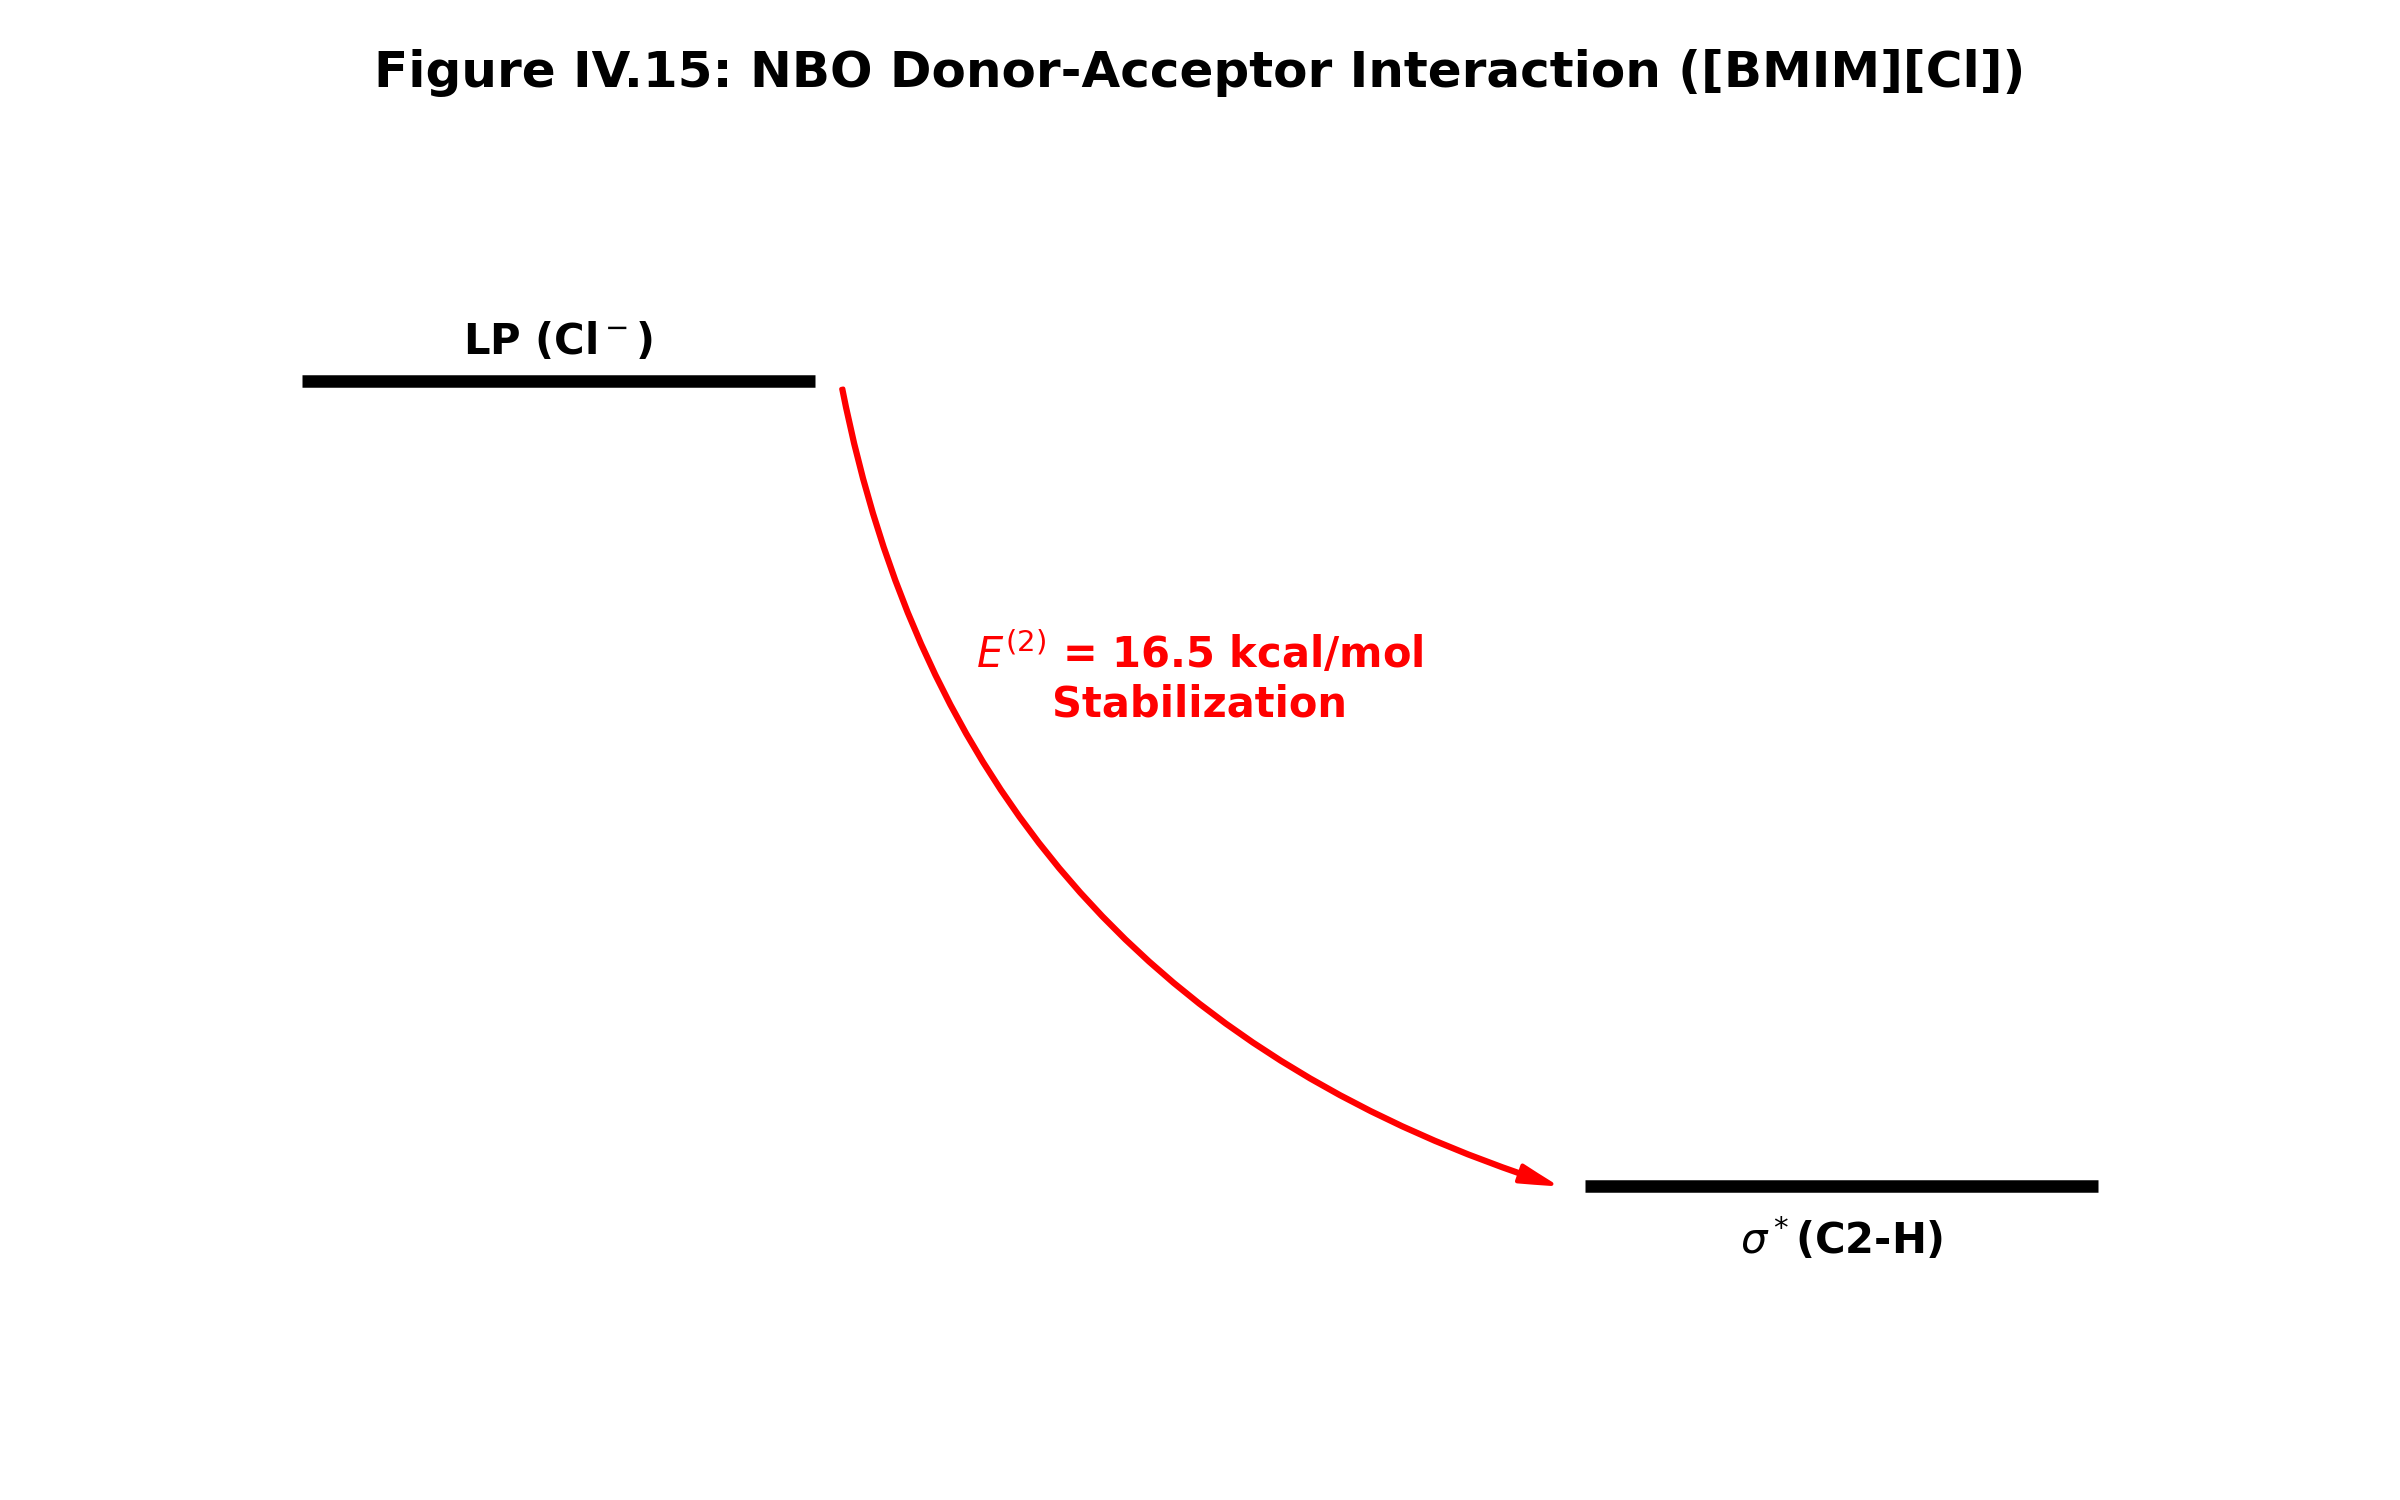 Figure IV.15: NBO Donor-Acceptor Interaction ([BMIM][Cl])
LP (Cl⁻)
E⁽²⁾ = 16.5 kcal/mol
Stabilization
σ*(C2-H)